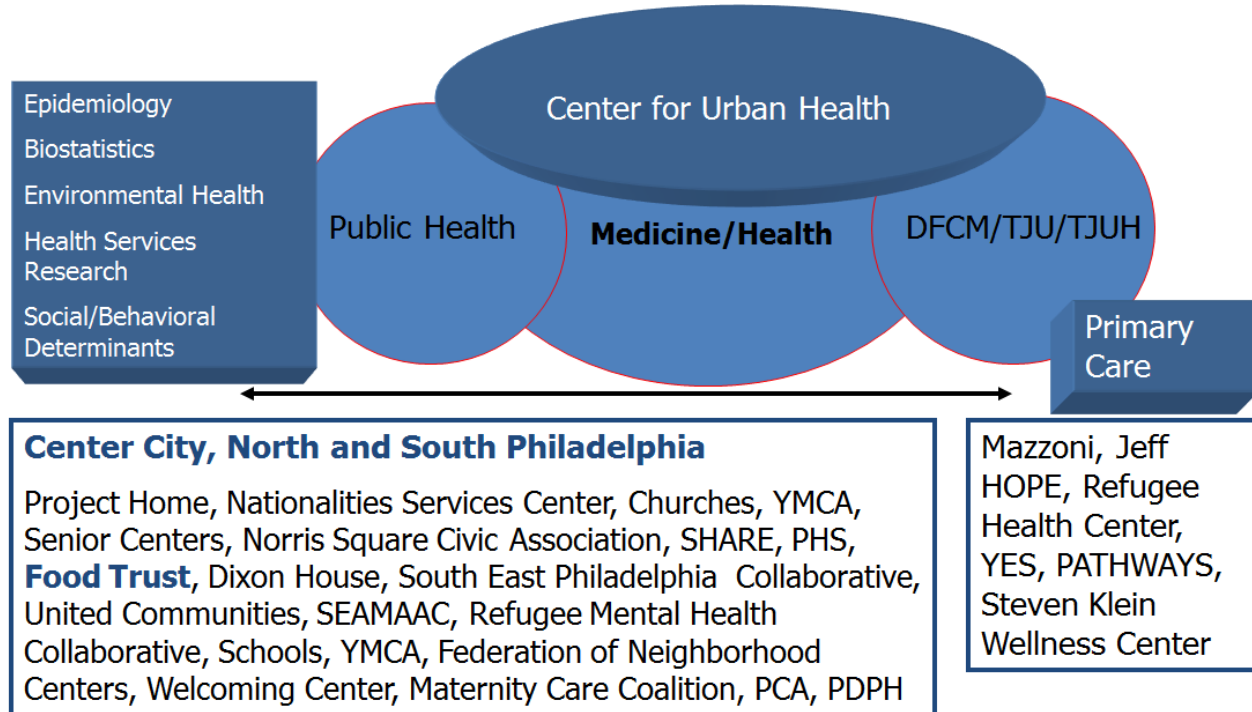 Center for Urban Health
Epidemiology
Biostatistics
Environmental Health
Health Services
Research
Social/Behavioral
Determinants
Public Health
Medicine/Health
DFCM/TJU/TJUH
Primary
Care
Center City, North and South Philadelphia
Project Home, Nationalities Services Center, Churches, YMCA,
Senior Centers, Norris Square Civic Association, SHARE, PHS,
Food Trust, Dixon House, South East Philadelphia Collaborative,
United Communities, SEAMAAC, Refugee Mental Health
Collaborative, Schools, YMCA, Federation of Neighborhood
Centers, Welcoming Center, Maternity Care Coalition, PCA, PDPH
Mazzoni, Jeff
HOPE, Refugee
Health Center,
YES, PATHWAYS,
Steven Klein
Wellness Center